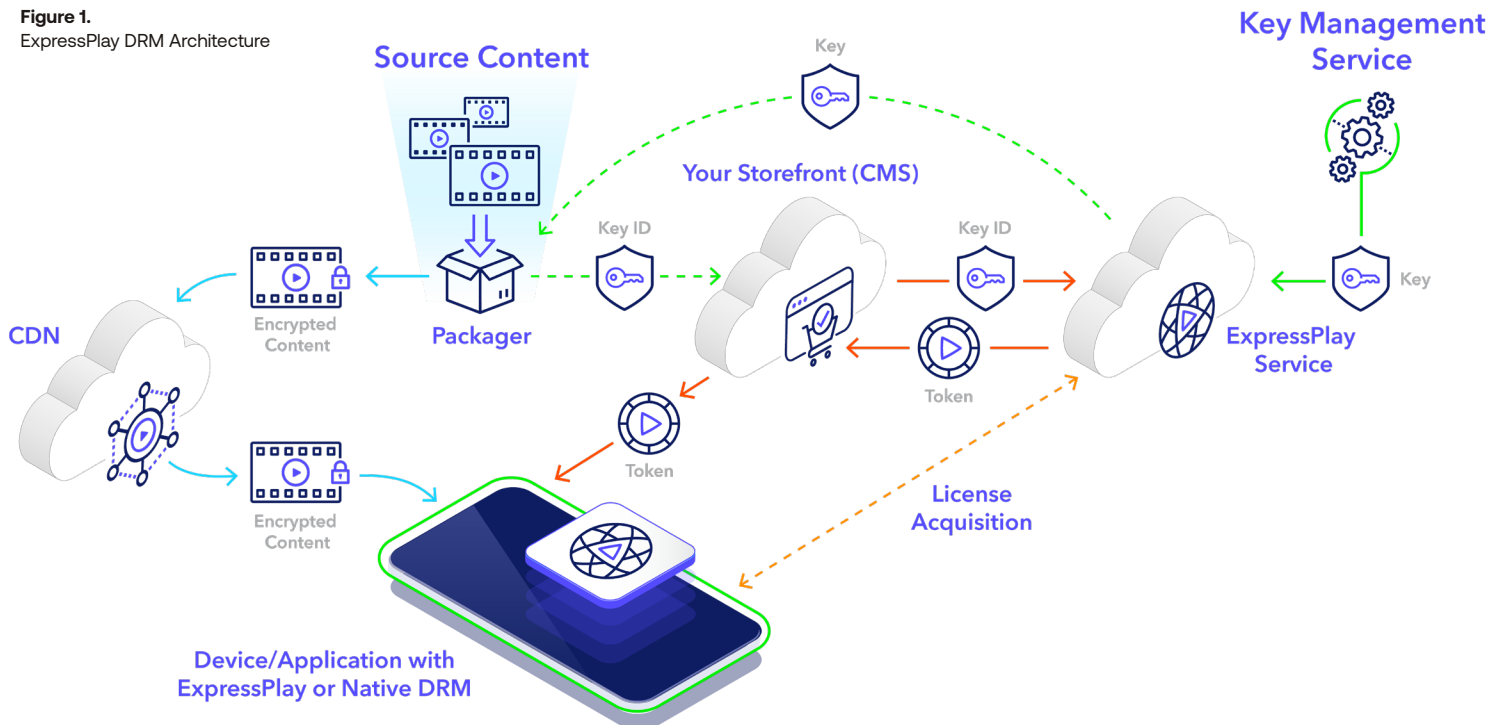 Figure 1.
ExpressPlay DRM Architecture
Source Content
Key
Key Management
Service
Your Storefront (CMS)
Key ID
Key ID
Key
CDN
Encrypted
Content
Packager
ExpressPlay
Service
Token
Token
Encrypted
Content
License
Acquisition
Device/Application with
ExpressPlay or Native DRM